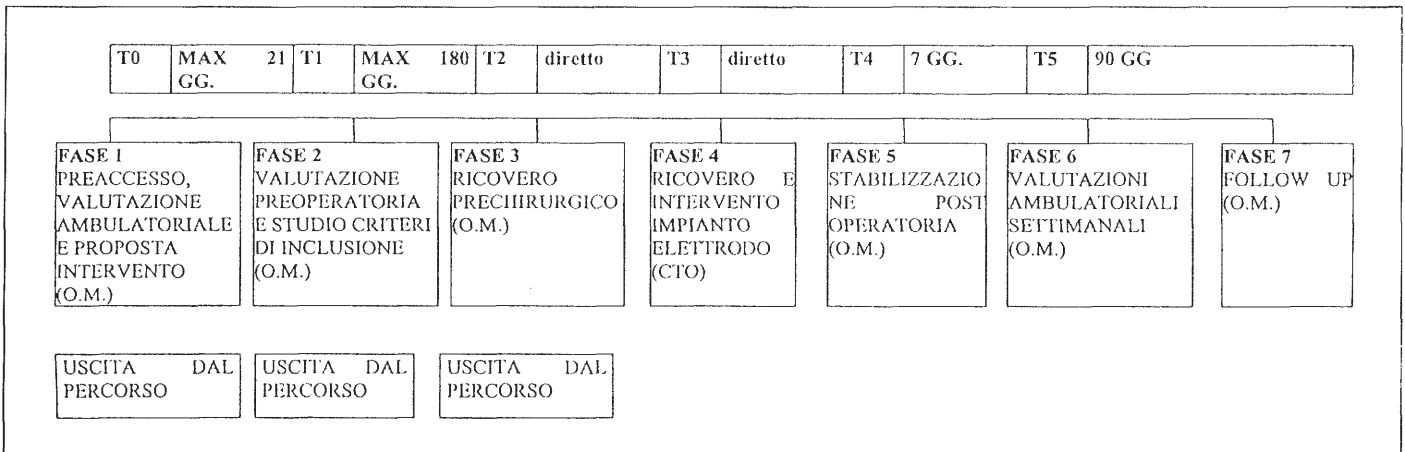 T0 MAX 21 T1 MAX 180 T2 diretto T3 diretto T4 7 GG. T5 90 GG
GG. GG.
FASE 1
PREACCESSO,
VALUTAZIONE
AMBULATORIALE
E PROPOSTA
INTERVENTO
(O.M.)
FASE 2
VALUTAZIONE
PREOPERATORIA
E STUDIO CRITERI
DI INCLUSIONE
(O.M.)
FASE 3
RICOVERO
PRECHIRURGICO
(O.M.)
FASE 4
RICOVERO E
INTERVENTO
IMPIANTO
ELETTRODO
(CTO)
FASE 5
STABILIZZAZIO
NE POST
OPERATORIA
(O.M.)
FASE 6
VALUTAZIONI
AMBULATORIALI
SETTIMANALI
(O.M.)
FASE 7
FOLLOW UP
(O.M.)
USCITA DAL
PERCORSO
USCITA DAL
PERCORSO
USCITA DAL
PERCORSO